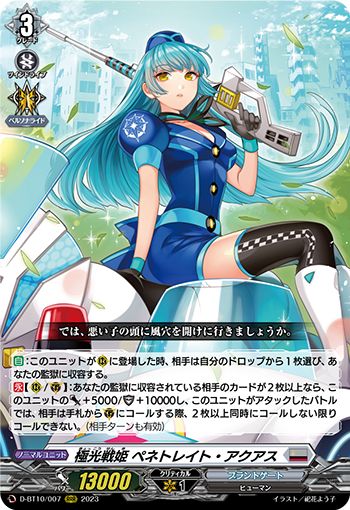 3
グレード
ツインドライブ
ペルソナライド
では、悪い子の頭に風穴を開けに行きましょうか。
自:このユニットがⓇに登場した時、相手は自分のドロップから1枚選び、あなたの監獄に収容する。
永【Ⓥ/Ⓡ】:あなたの監獄に収容されている相手のカードが2枚以上なら、このユニットの+5000/+10000し、このユニットがアタックしたバトルでは、相手は手札からⒼにコールする際、2枚以上同時にコールしない限りコールできない。(相手ターンも有効)
ノーマルユニット
極光戦姫 ペネトレイト・アクアス
パワー 13000
クリティカル
1
ブラントゲート
ヒューマン
D-BT10/007 RRR 2023
イラスト/紀花よう子